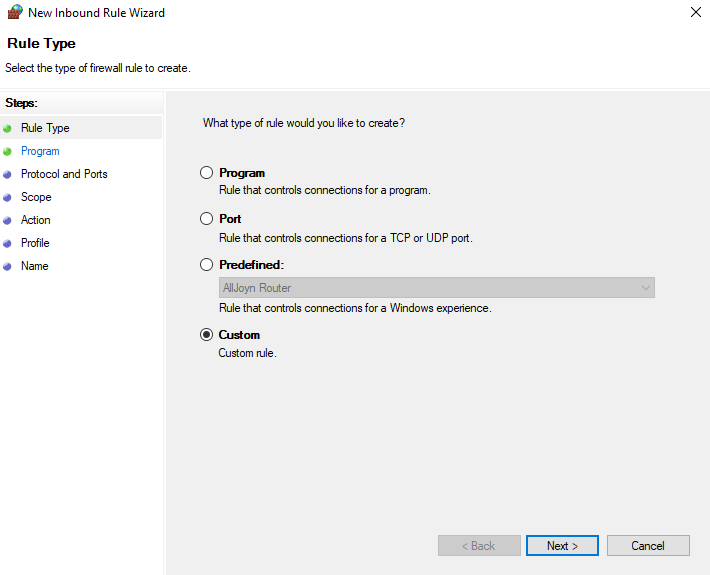 New Inbound Rule Wizard
Rule Type
Select the type of firewall rule to create.
Steps:
Rule Type
Program
Protocol and Ports
Scope
Action
Profile
Name
What type of rule would you like to create?
Program
Rule that controls connections for a program.
Port
Rule that controls connections for a TCP or UDP port.
Predefined:
AllJoyn Router
Rule that controls connections for a Windows experience.
Custom
Custom rule.
< Back
Next >
Cancel